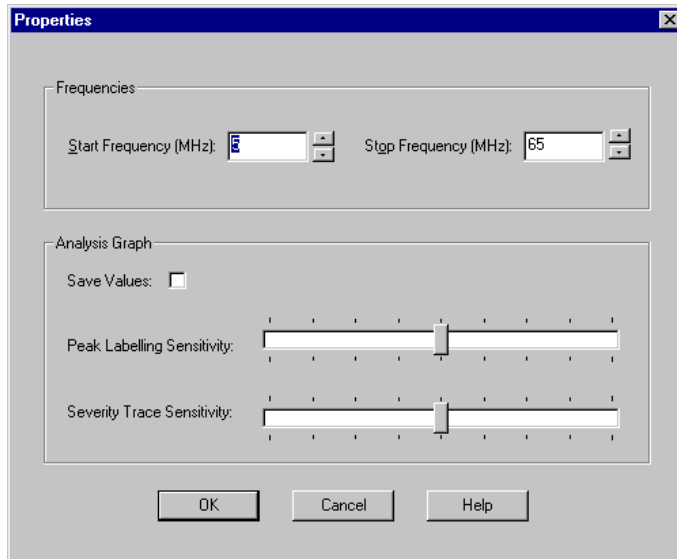 Properties
Frequencies
Start Frequency (MHz): 5 Stop Frequency (MHz): 65
Analysis Graph
Save Values:
Peak Labelling Sensitivity:
Severity Trace Sensitivity:
OK Cancel Help